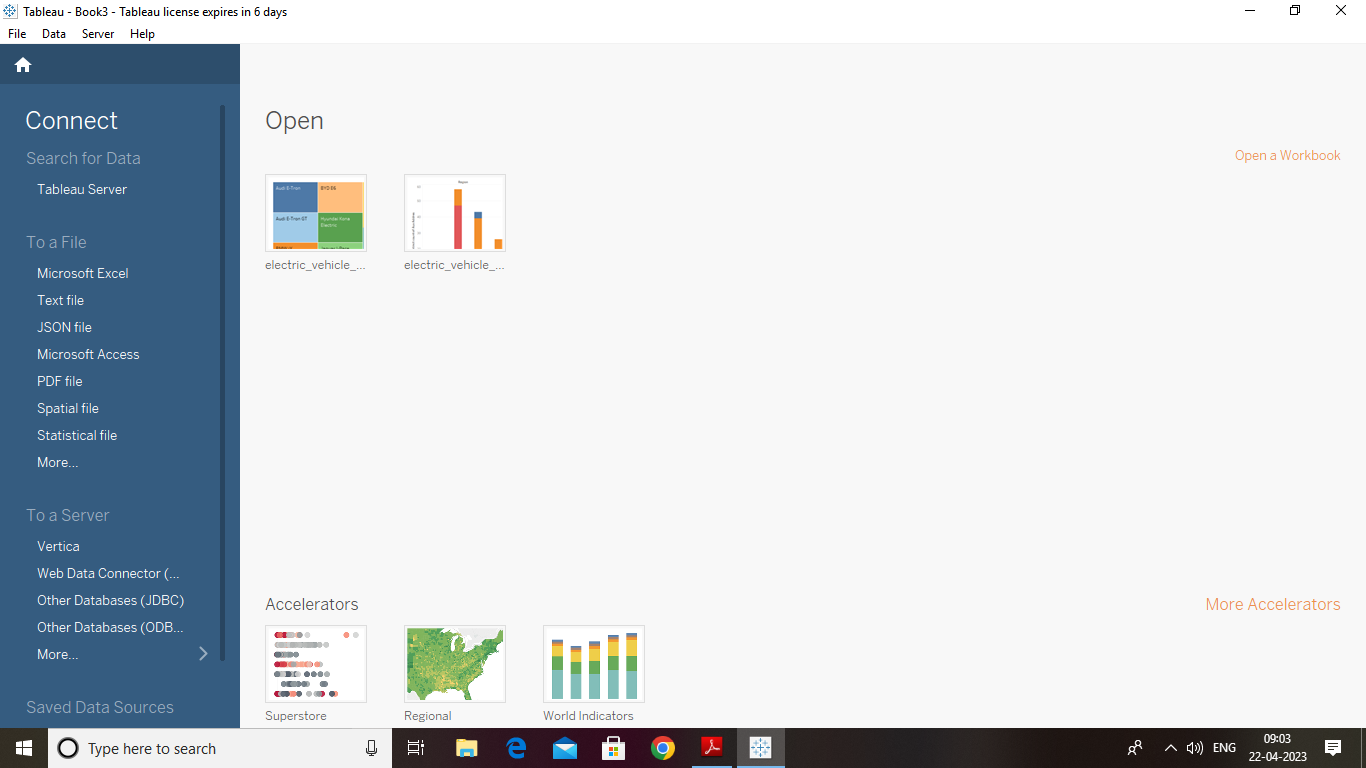 Tableau - Book3 - Tableau license expires in 6 days
File Data Server Help
Connect
Search for Data
Tableau Server
To a File
Microsoft Excel
Text file
JSON file
Microsoft Access
PDF file
Spatial file
Statistical file
More...
To a Server
Vertica
Web Data Connector (...
Other Databases (JDBC)
Other Databases (ODB...
More...
Saved Data Sources
Open
Open a Workbook
Audi E-Tron
BYD E6
Audi E-Tron GT
Hyundai Kona
Electric
Region
electric_vehicle_...
electric_vehicle_...
Accelerators
More Accelerators
Superstore
Regional
World Indicators
Type here to search
ENG
09:03
22-04-2023